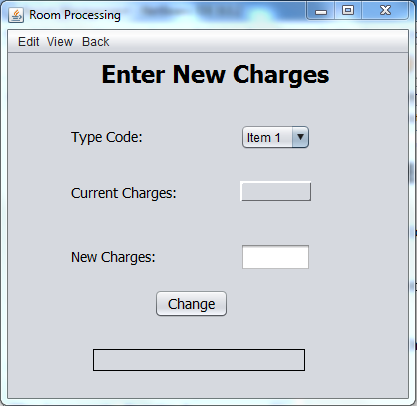 Room Processing
Edit View Back
Enter New Charges
Type Code:
Item 1
Current Charges:
New Charges:
Change